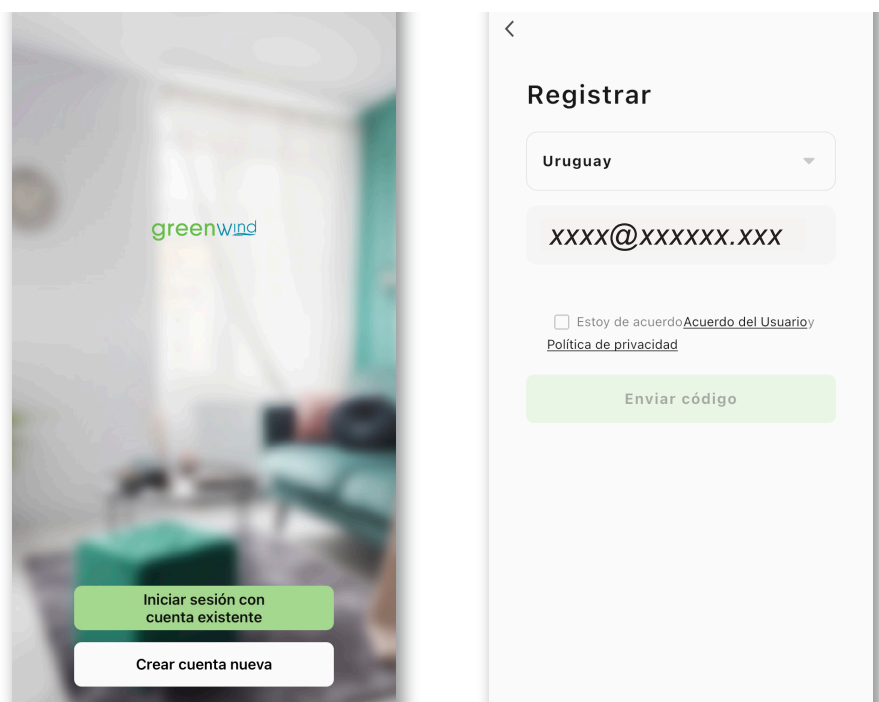 greenwind
Iniciar sesión con
cuenta existente
Crear cuenta nueva
Registrar
Uruguay
xxxx@xxxxxx.xxx
Estoy de acuerdoAcuerdo del Usuarioy
Política de privacidad
Enviar código